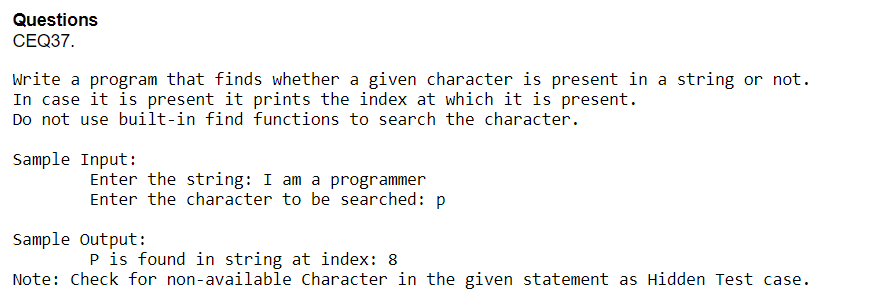 Questions
CEQ37.
Write a program that finds whether a given character is present in a string or not.
In case it is present it prints the index at which it is present.
Do not use built-in find functions to search the character.
Sample Input:
Enter the string: I am a programmer
Enter the character to be searched: p
Sample Output:
P is found in string at index: 8
Note: Check for non-available Character in the given statement as Hidden Test case.